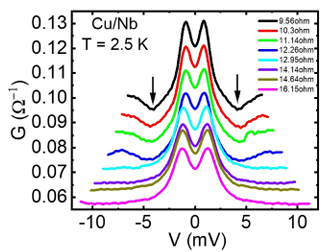 Cu/Nb
T = 2.5 K
9.56ohm
10.3ohm
11.14ohm
12.26ohm
12.95ohm
14.14ohm
14.64ohm
16.15ohm
G (Ω⁻¹)
0.13
0.12
0.11
0.10
0.09
0.08
0.07
0.06
-10 -5 0 5 10
V (mV)